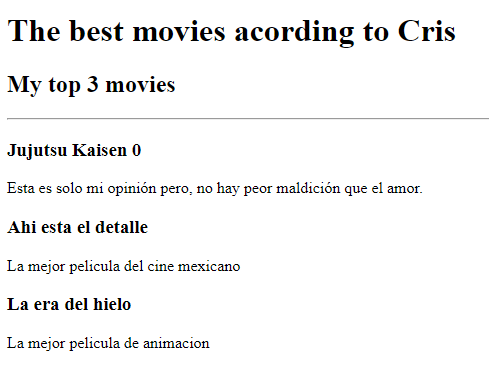 The best movies acording to Cris
My top 3 movies
Jujutsu Kaisen 0
Esta es solo mi opinión pero, no hay peor maldición que el amor.
Ahi esta el detalle
La mejor pelicula del cine mexicano
La era del hielo
La mejor pelicula de animacion